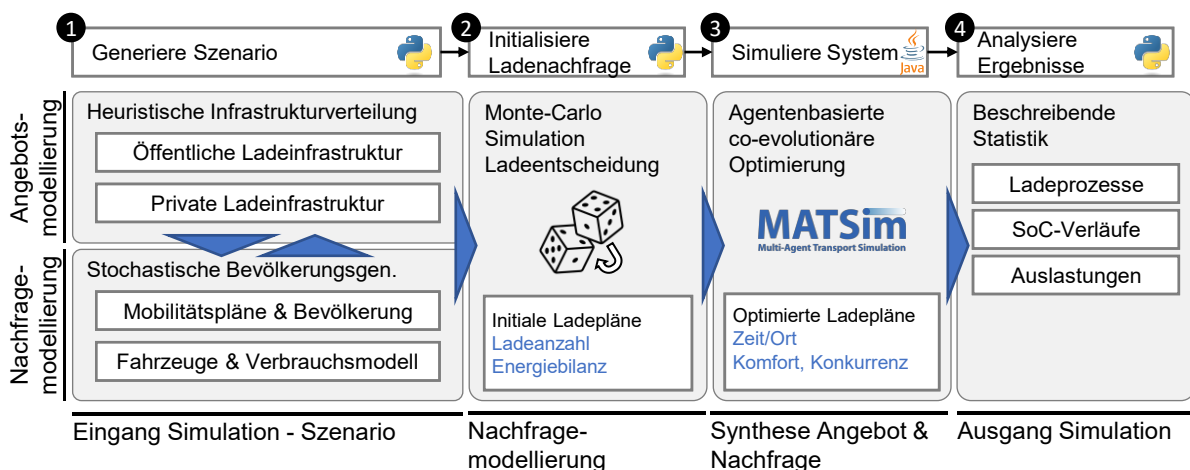 1
Generiere Szenario
2
Initialisiere
Ladenachfrage
3
Simuliere System
Java
4
Analysiere
Ergebnisse
Angebots-
modellierung
Heuristische Infrastrukturverteilung
Öffentliche Ladeinfrastruktur
Private Ladeinfrastruktur
Nachfrage-
modellierung
Stochastische Bevölkerungsgen.
Mobilitätspläne & Bevölkerung
Fahrzeuge & Verbrauchsmodell
Monte-Carlo
Simulation
Ladeentscheidung
Initiale Ladepläne
Ladeanzahl
Energiebilanz
Agentenbasierte
co-evolutionäre
Optimierung
MATSim
Multi-Agent Transport Simulation
Optimierte Ladepläne
Zeit/Ort
Komfort, Konkurrenz
Beschreibende
Statistik
Ladeprozesse
SoC-Verläufe
Auslastungen
Eingang Simulation - Szenario
Nachfrage-
modellierung
Synthese Angebot &
Nachfrage
Ausgang Simulation